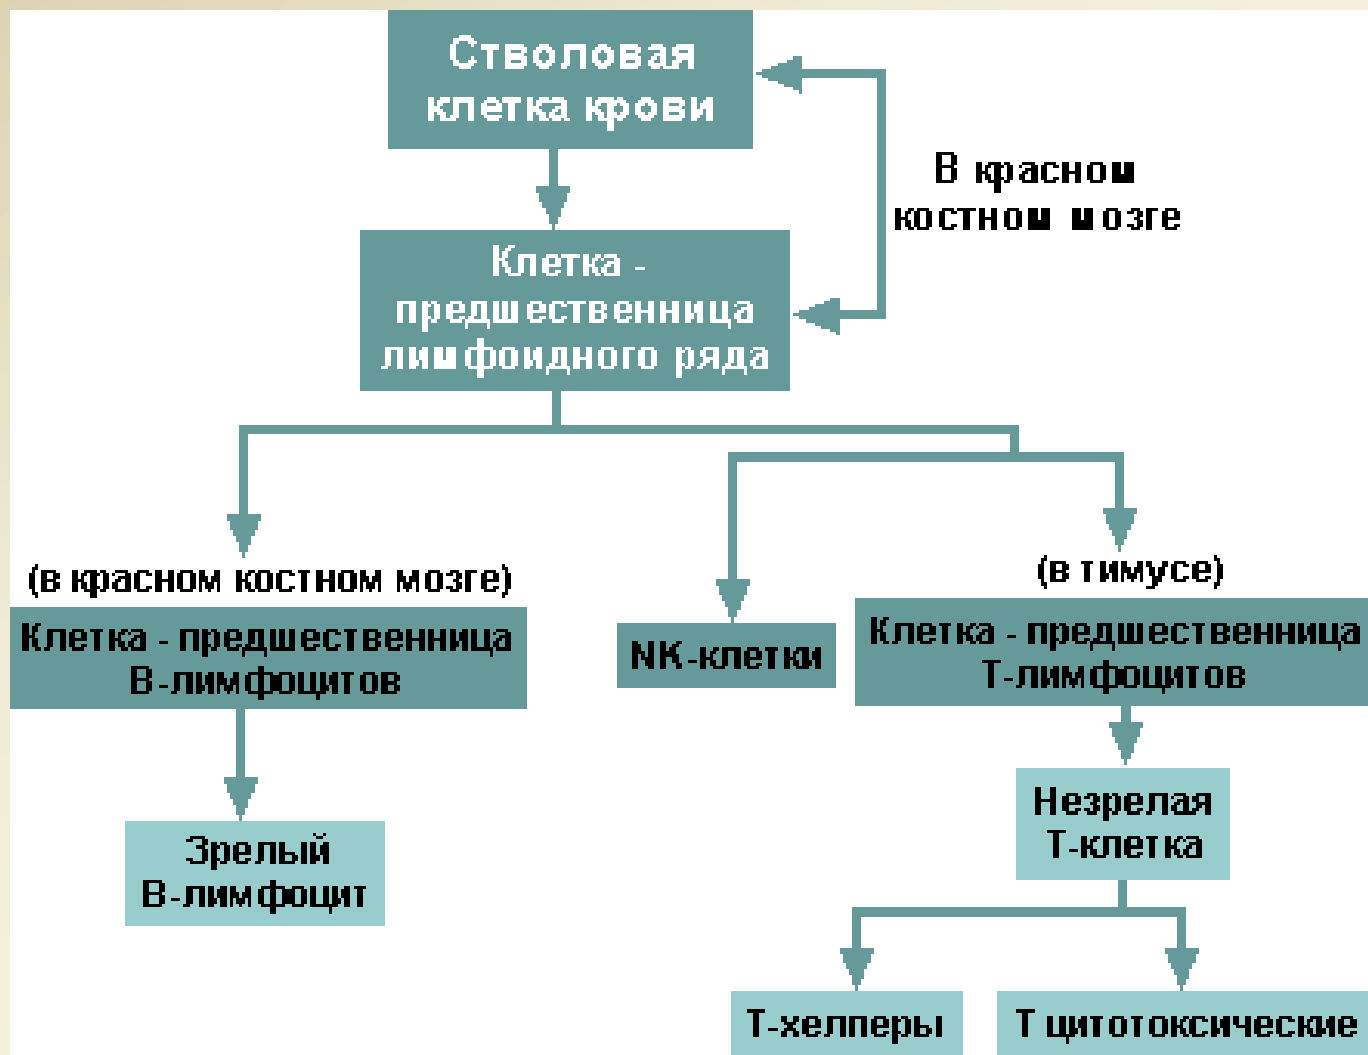 Стволовая
клетка крови
В красном
костном мозге
Клетка -
предшественница
лимфоидного ряда
(в красном костном мозге)
Клетка - предшественница
В-лимфоцитов
NK-клетки
(в тимусе)
Клетка - предшественница
Т-лимфоцитов
Зрелый
В-лимфоцит
Незрелая
Т-клетка
Т-хелперы
Т цитотоксические